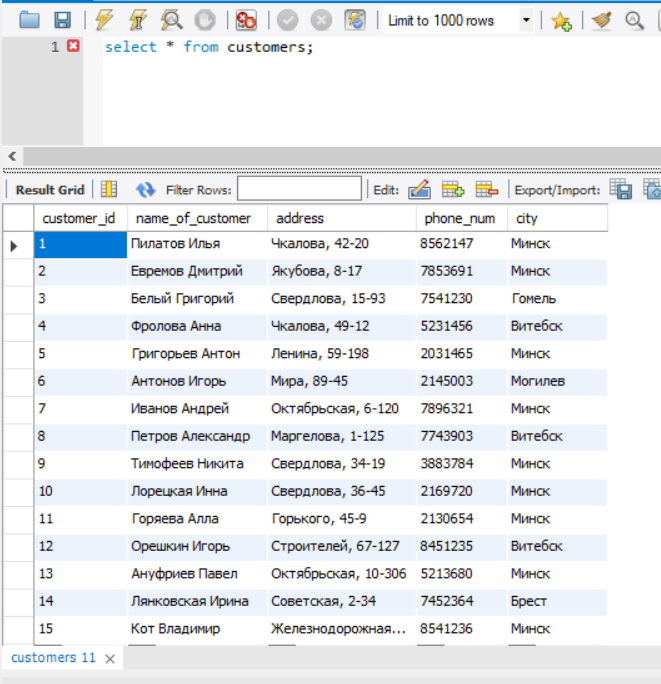 Limit to 1000 rows
1 select * from customers;
Result Grid Filter Rows: Edit: Export/Import:
customer_id name_of_customer address phone_num city
1 Пилатов Илья Чкалова, 42-20 8562147 Минск
2 Евремов Дмитрий Якубова, 8-17 7853691 Минск
3 Белый Григорий Свердлова, 15-93 7541230 Гомель
4 Фролова Анна Чкалова, 49-12 5231456 Витебск
5 Григорьев Антон Ленина, 59-198 2031465 Минск
6 Антонов Игорь Мира, 89-45 2145003 Могилев
7 Иванов Андрей Октябрьская, 6-120 7896321 Минск
8 Петров Александр Маргелова, 1-125 7743903 Витебск
9 Тимофеев Никита Свердлова, 34-19 3883784 Минск
10 Лорецкая Инна Свердлова, 36-45 2169720 Минск
11 Горяева Алла Горького, 45-9 2130654 Минск
12 Орешкин Игорь Строителей, 67-127 8451235 Витебск
13 Ануфриев Павел Октябрьская, 10-306 5213680 Минск
14 Лянковская Ирина Советская, 2-34 7452364 Брест
15 Кот Владимир Железнодорожная... 8541236 Минск
customers 11